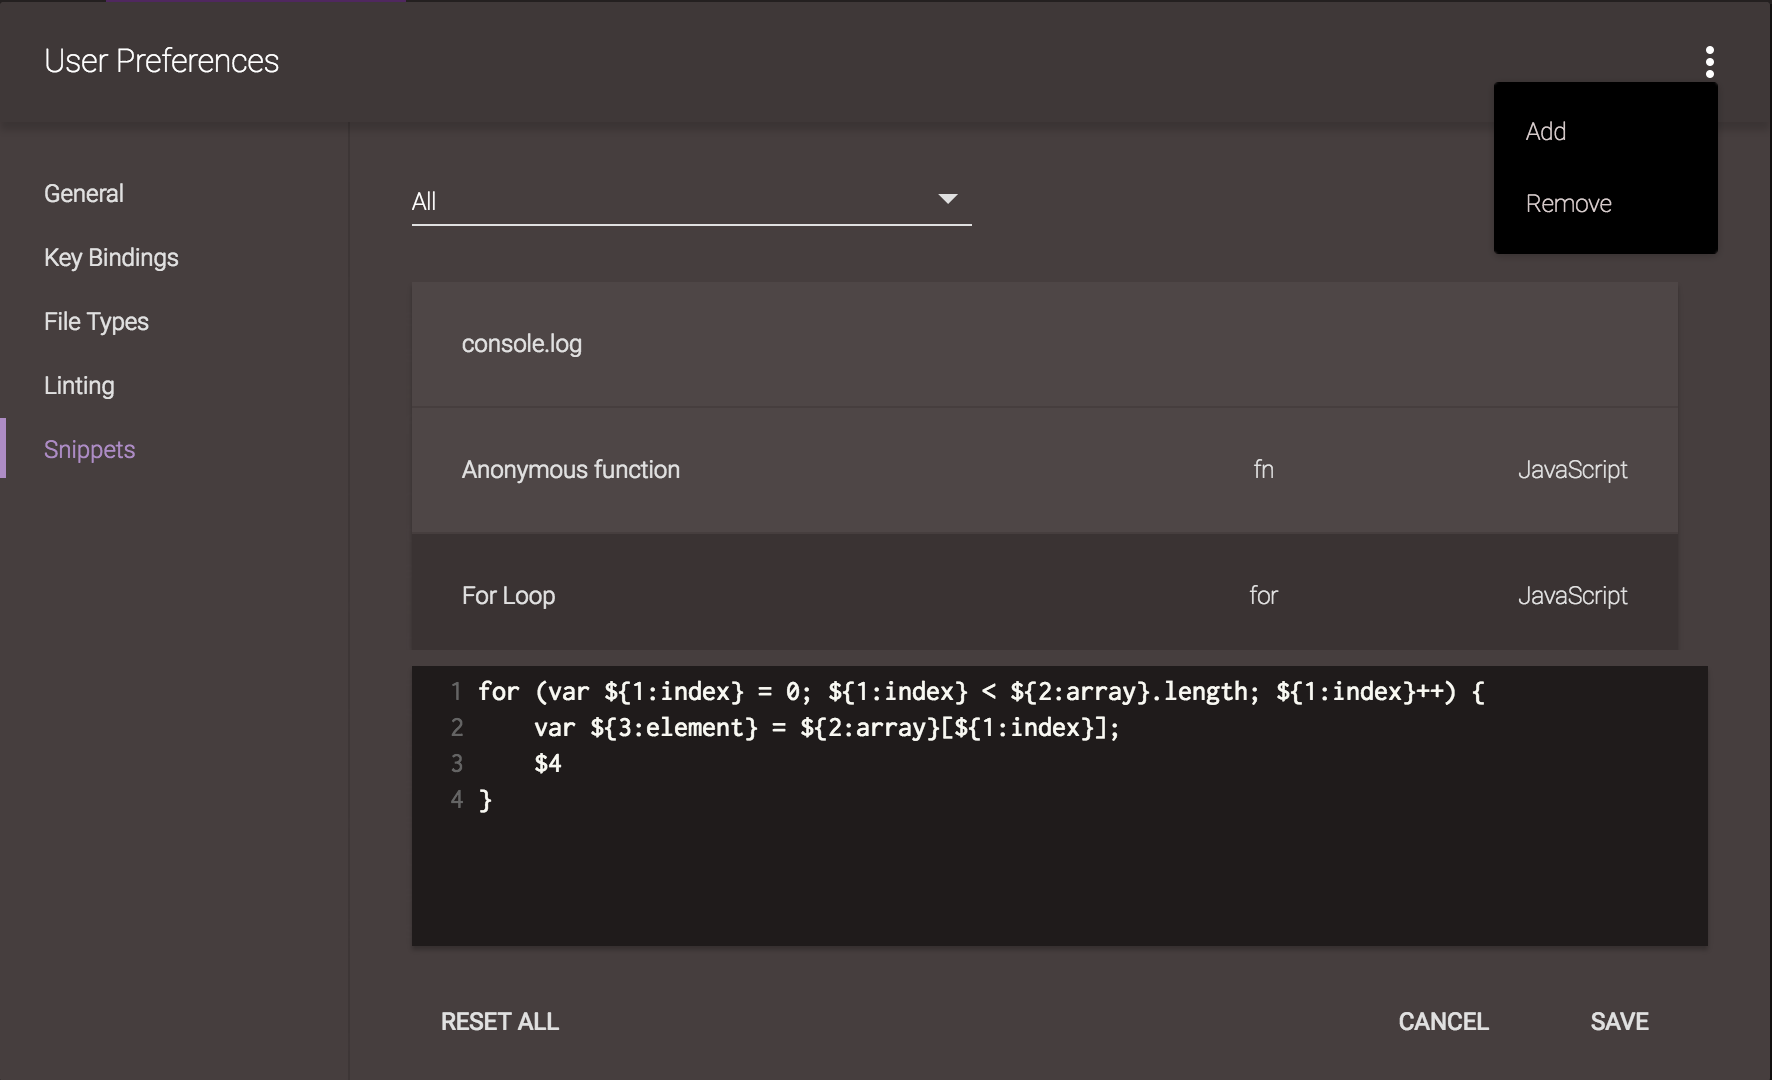 User Preferences
Add
Remove
General
Key Bindings
File Types
Linting
Snippets
All
console.log
Anonymous function fn JavaScript
For Loop for JavaScript
1 for (var ${1:index} = 0; ${1:index} < ${2:array}.length; ${1:index}++) {
2 var ${3:element} = ${2:array}[${1:index}];
3 $4
4 }
RESET ALL CANCEL SAVE